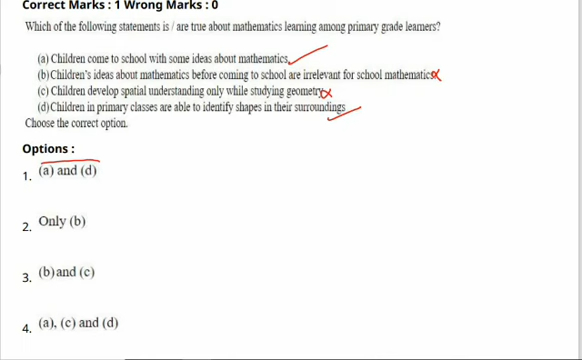 Correct Marks : 1 Wrong Marks : 0
Which of the following statements is / are true about mathematics learning among primary grade learners?
(a) Children come to school with some ideas about mathematics.
(b)Children's ideas about mathematics before coming to school are irrelevant for school mathematics.
(c) Children develop spatial understanding only while studying geometry.
(d)Children in primary classes are able to identify shapes in their surroundings
Choose the correct option.
Options :
1. (a) and (d)
2. Only (b)
3. (b)and (c)
4. (a), (c) and (d)